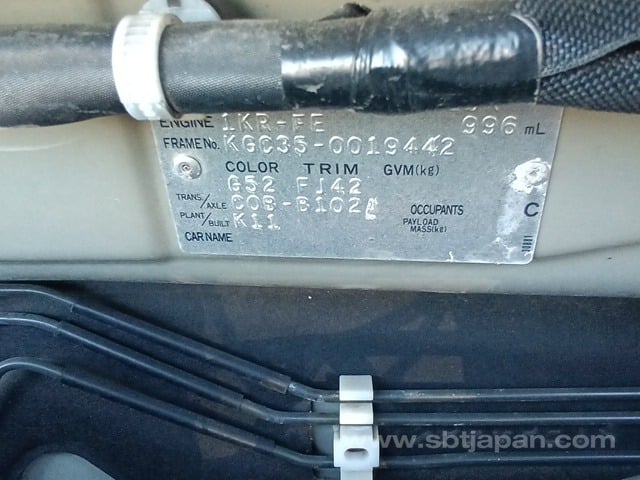 ENGINE 1KR-FE 996 mL
FRAME No. KGC35-0019442
COLOR TRIM GVM(kg)
G52 FJ42
TRANS./AXLE C0B-B102 OCCUPANTS C
PLANT/BUILT K11 PAYLOAD MASS(kg)
CAR NAME
www.sbtjapan.com